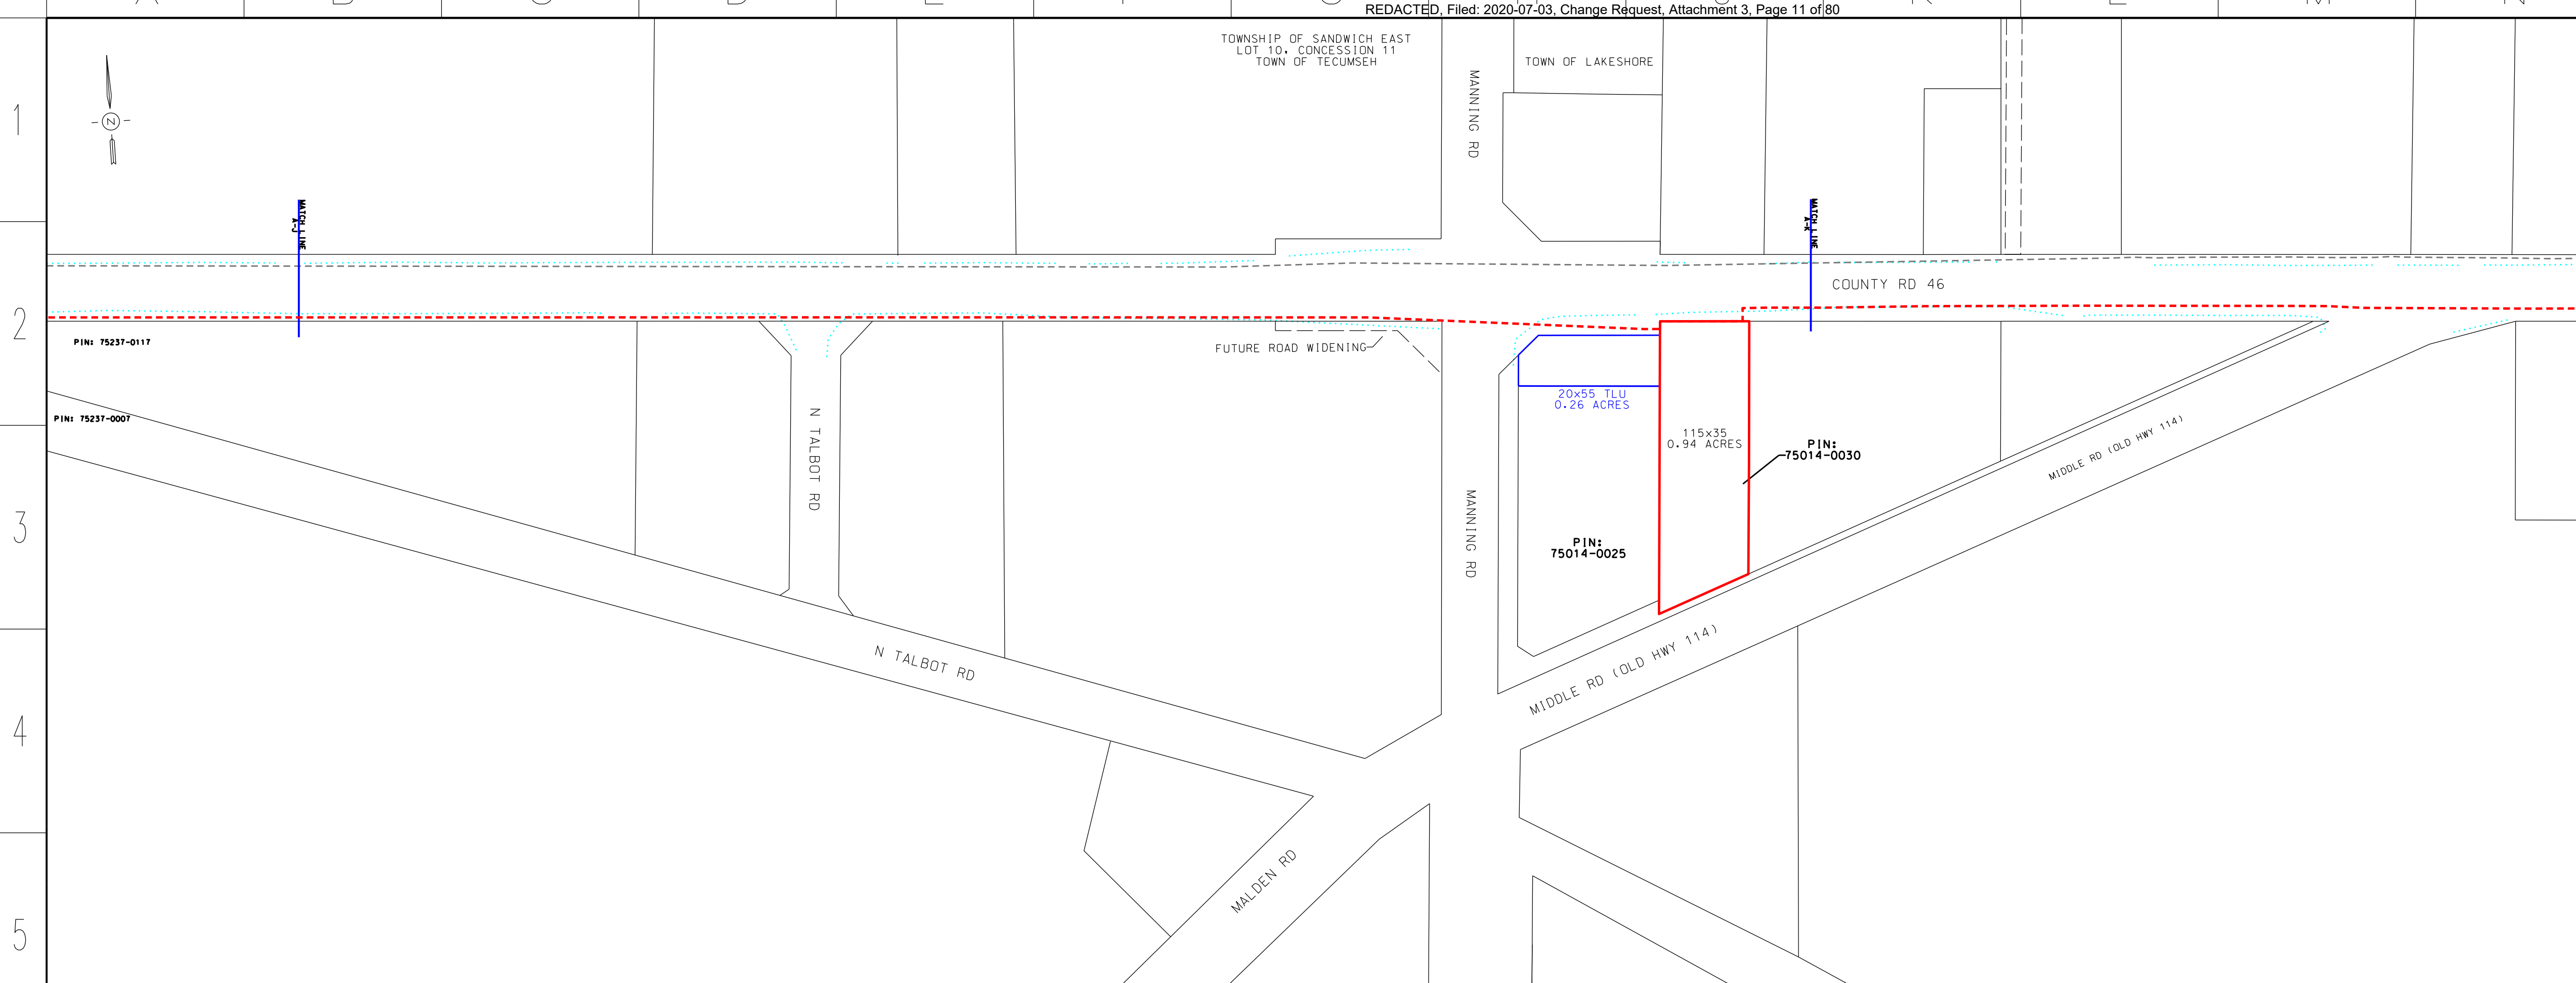 REDACTED, Filed: 2020-07-03, Change Request, Attachment 3, Page 11 of 80
TOWNSHIP OF SANDWICH EAST
LOT 10, CONCESSION 11
TOWN OF TECUMSEH
TOWN OF LAKESHORE
MANNING RD
1
N
MATCH LINE
A-J
MATCH LINE
A-K
COUNTY RD 46
2
PIN: 75237-0117
FUTURE ROAD WIDENING
20x55 TLU
0.26 ACRES
PIN: 75237-0007
N TALBOT RD
115x35
0.94 ACRES
PIN:
75014-0030
MIDDLE RD (OLD HWY 114)
3
MANNING RD
PIN:
75014-0025
N TALBOT RD
MIDDLE RD (OLD HWY 114)
4
MALDEN RD
5